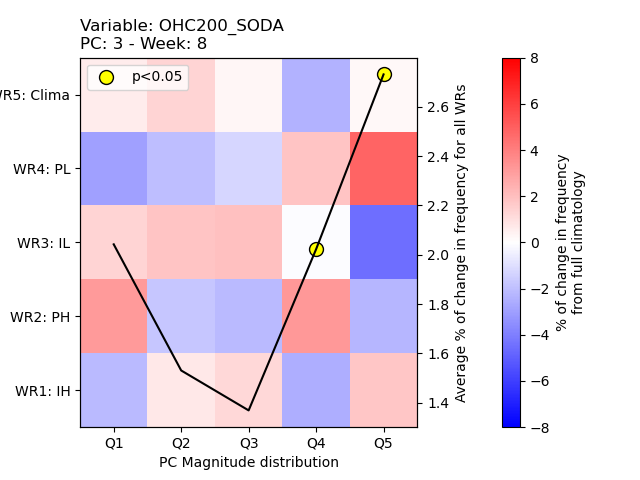 Variable: OHC200_SODA
PC: 3 - Week: 8
p<0.05
WR5: Clima
WR4: PL
WR3: IL
WR2: PH
WR1: IH
Q1 Q2 Q3 Q4 Q5
PC Magnitude distribution
2.6
2.4
2.2
2.0
1.8
1.6
1.4
Average % of change in frequency for all WRs
8
6
4
2
0
−2
−4
−6
−8
% of change in frequency
from full climatology